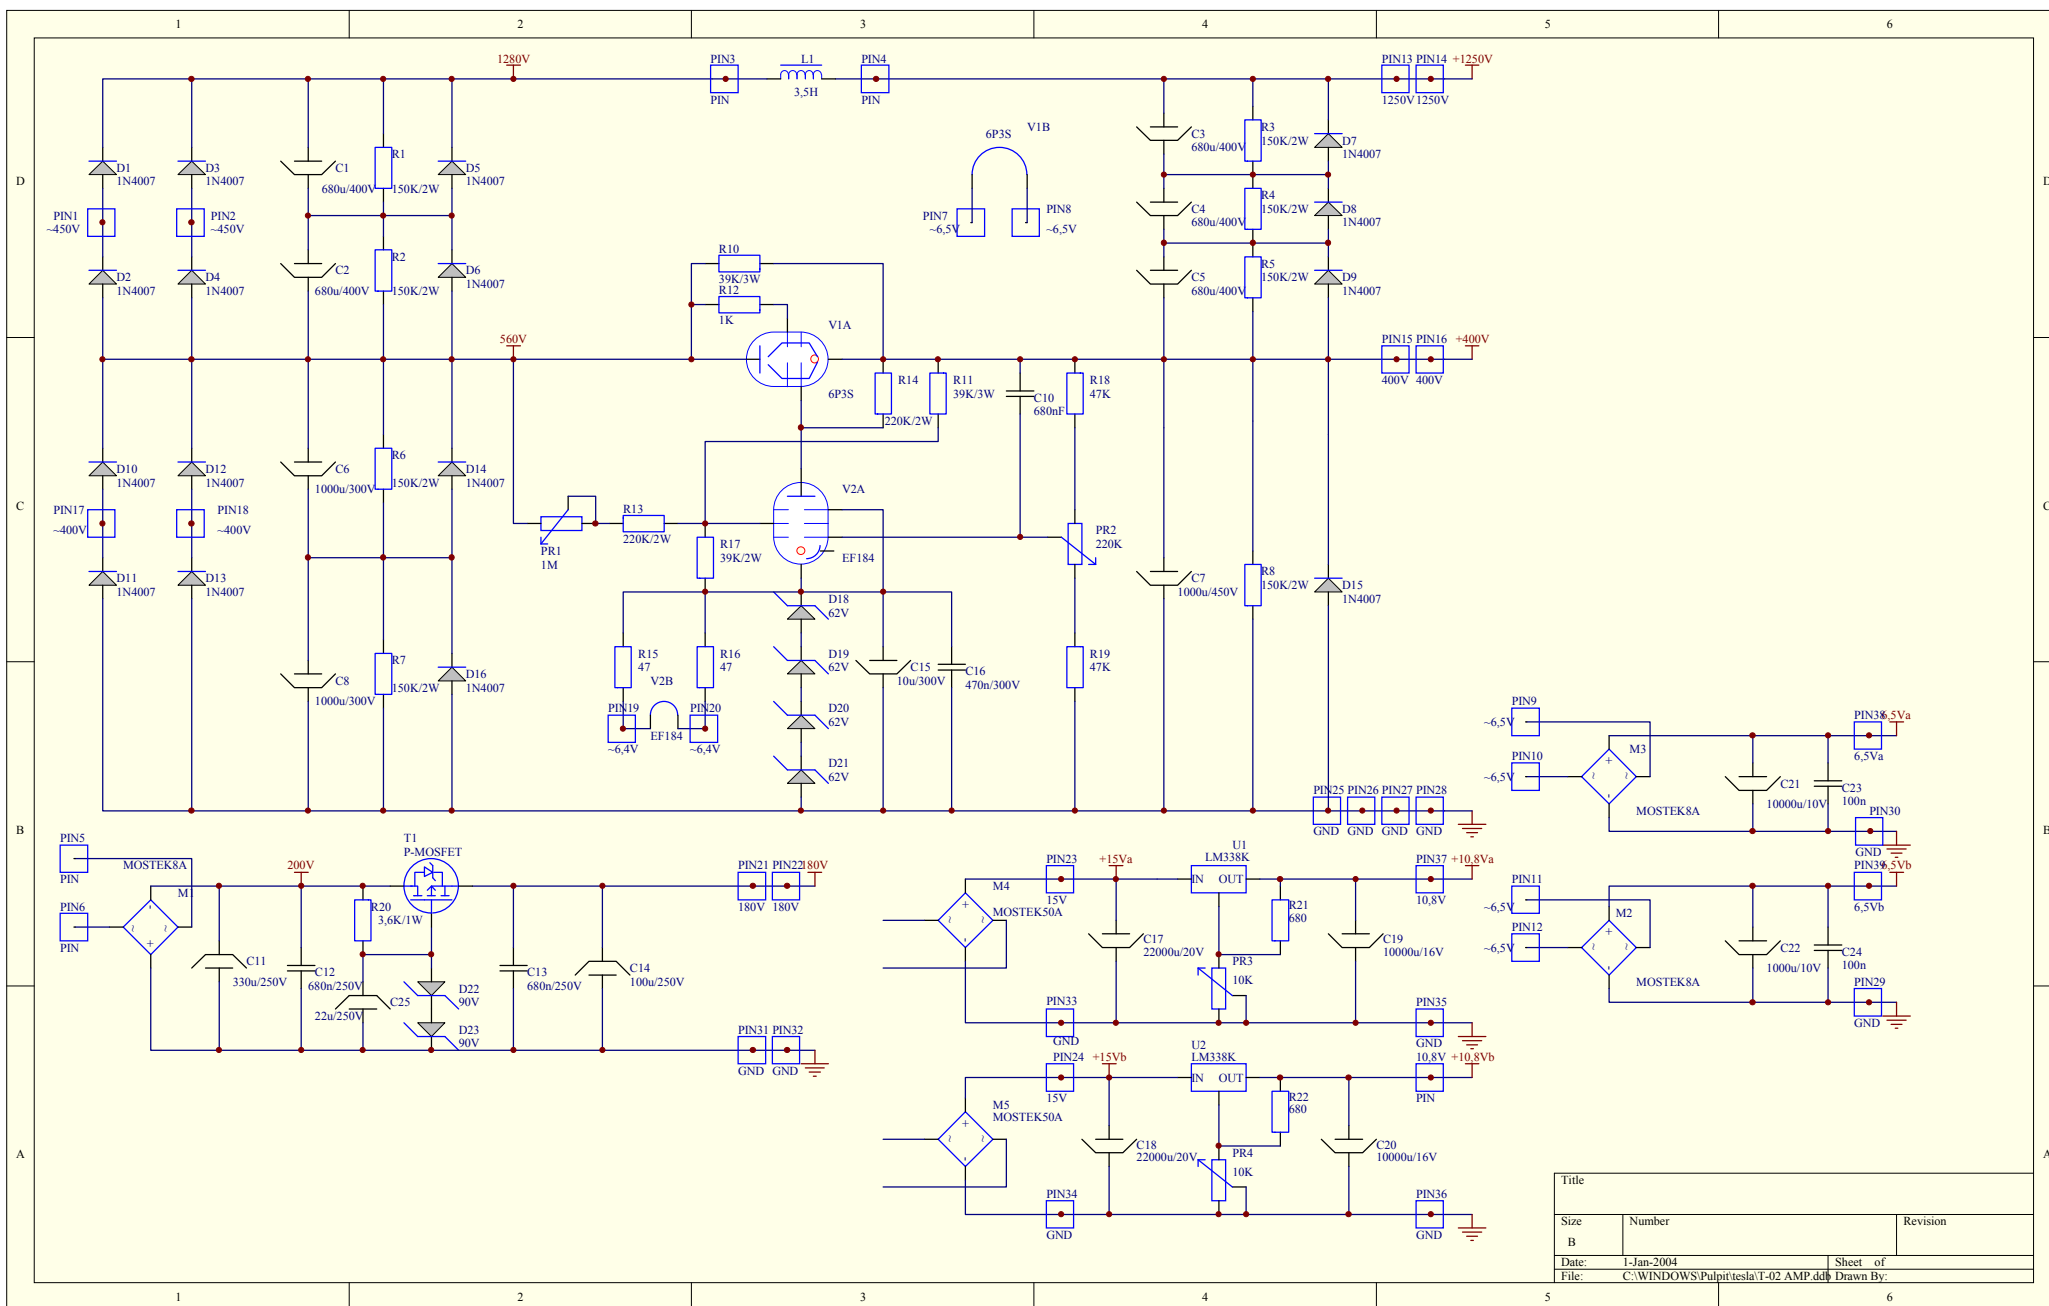 1 2 3 4 5 6
D
D
1280V
PIN3
PIN
L1
3,5H
PIN4
PIN
PIN13 PIN14 +1250V
1250V 1250V
D1
1N4007
D3
1N4007
C1
680u/400V
R1
150K/2W
D5
1N4007
PIN1
~450V
PIN2
~450V
D2
1N4007
D4
1N4007
C2
680u/400V
R2
150K/2W
D6
1N4007
6P3S
V1B
PIN7
~6,5V
PIN8
~6,5V
C3
680u/400V
R3
150K/2W
D7
1N4007
C4
680u/400V
R4
150K/2W
D8
1N4007
C5
680u/400V
R5
150K/2W
D9
1N4007
R10
39K/3W
R12
1K
V1A
6P3S
560V
PIN15 PIN16 +400V
400V 400V
C
C
R14
220K/2W
R11
39K/3W
C10
680nF
R18
47K
D10
1N4007
D12
1N4007
C6
1000u/300V
R6
150K/2W
D14
1N4007
PIN17
~400V
PIN18
~400V
D11
1N4007
D13
1N4007
PR1
1M
R13
220K/2W
V2A
EF184
R17
39K/2W
PR2
220K
C7
1000u/450V
R8
150K/2W
D15
1N4007
D18
62V
D19
62V
D20
62V
D21
62V
R15
47
R16
47
V2B
PIN19
~6,4V
EF184
PIN20
~6,4V
C15
10u/300V
C16
470n/300V
R19
47K
C8
1000u/300V
R7
150K/2W
D16
1N4007
PIN25 PIN26 PIN27 PIN28
GND GND GND GND
B
B
PIN9
~6,5V
PIN10
~6,5V
M3
+
-
~ ~
MOSTEK8A
C21
10000u/10V
C23
100n
PIN38 6,5Va
6,5Va
PIN30
GND
PIN39 6,5Vb
6,5Vb
PIN11
~6,5V
PIN12
~6,5V
M2
+
-
~ ~
MOSTEK8A
C22
1000u/10V
C24
100n
PIN29
GND
PIN5
PIN
PIN6
PIN
MOSTEK8A
-
+
~ ~
200V
T1
P-MOSFET
R20
3,6K/1W
C11
330u/250V
C12
680n/250V
C25
22u/250V
D22
90V
D23
90V
C13
680n/250V
C14
100u/250V
PIN21 PIN22 180V
180V 180V
PIN31 PIN32
GND GND
PIN23
15V
+15Va
U1
LM338K
IN OUT
PIN37 +10,8Va
10,8V
M4
MOSTEK50A
+
-
~ ~
C17
22000u/20V
R21
680
PR3
10K
C19
10000u/16V
PIN33
GND
PIN35
GND
PIN24
15V
+15Vb
U2
LM338K
IN OUT
10,8V +10,8Vb
PIN
M5
MOSTEK50A
+
-
~ ~
C18
22000u/20V
R22
680
PR4
10K
C20
10000u/16V
PIN34
GND
PIN36
GND
A
A
Title
Size
B
Number
Revision
Date: 1-Jan-2004 Sheet of
File: C:\WINDOWS\Pulpit\tesla\T-02 AMP.ddb Drawn By:
1 2 3 4 5 6